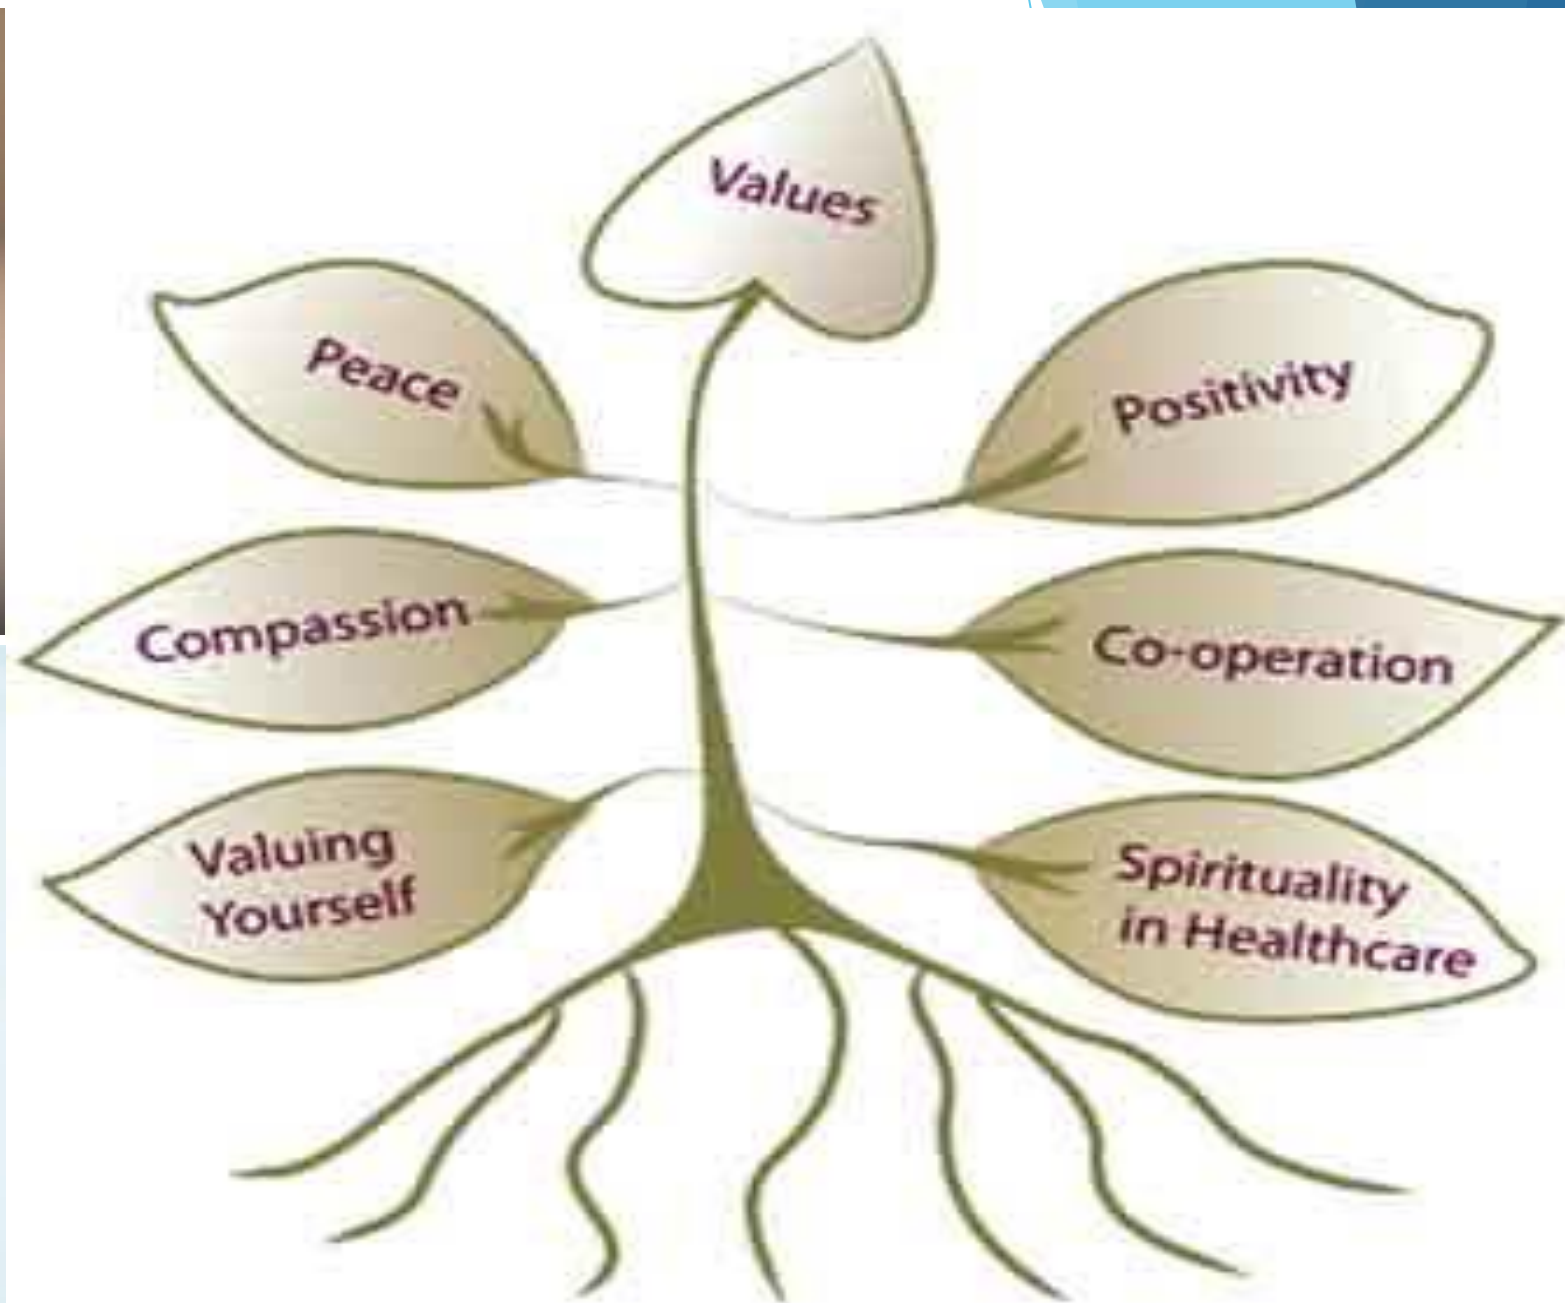 Values
Peace
Positivity
Compassion
Co-operation
Valuing
Yourself
Spirituality
in Healthcare